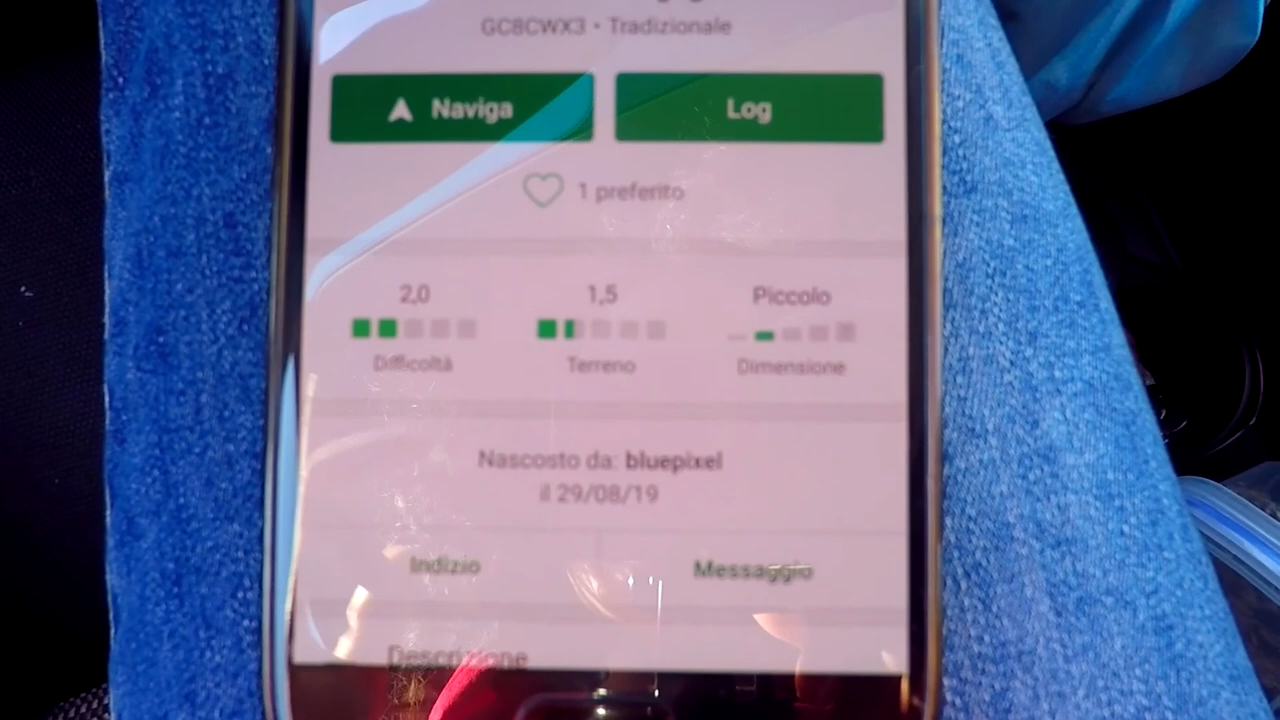 GC8CWX3 • Tradizionale
Naviga
Log
1 preferito
2,0
1,5
Piccolo
Difficoltà
Terreno
Dimensione
Nascosto da: bluepixel
il 29/08/19
Indizio
Messaggio
Descrizione